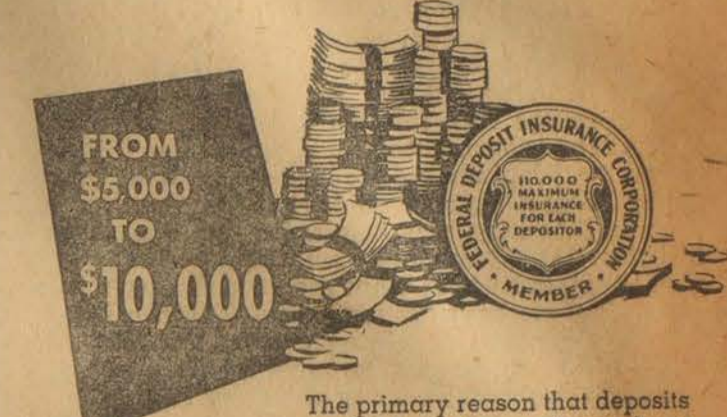 FROM
$5,000
TO
$10,000
FEDERAL DEPOSIT INSURANCE CORPORATION
$10,000
MAXIMUM
INSURANCE
FOR EACH
DEPOSITOR
• MEMBER •
The primary reason that deposits